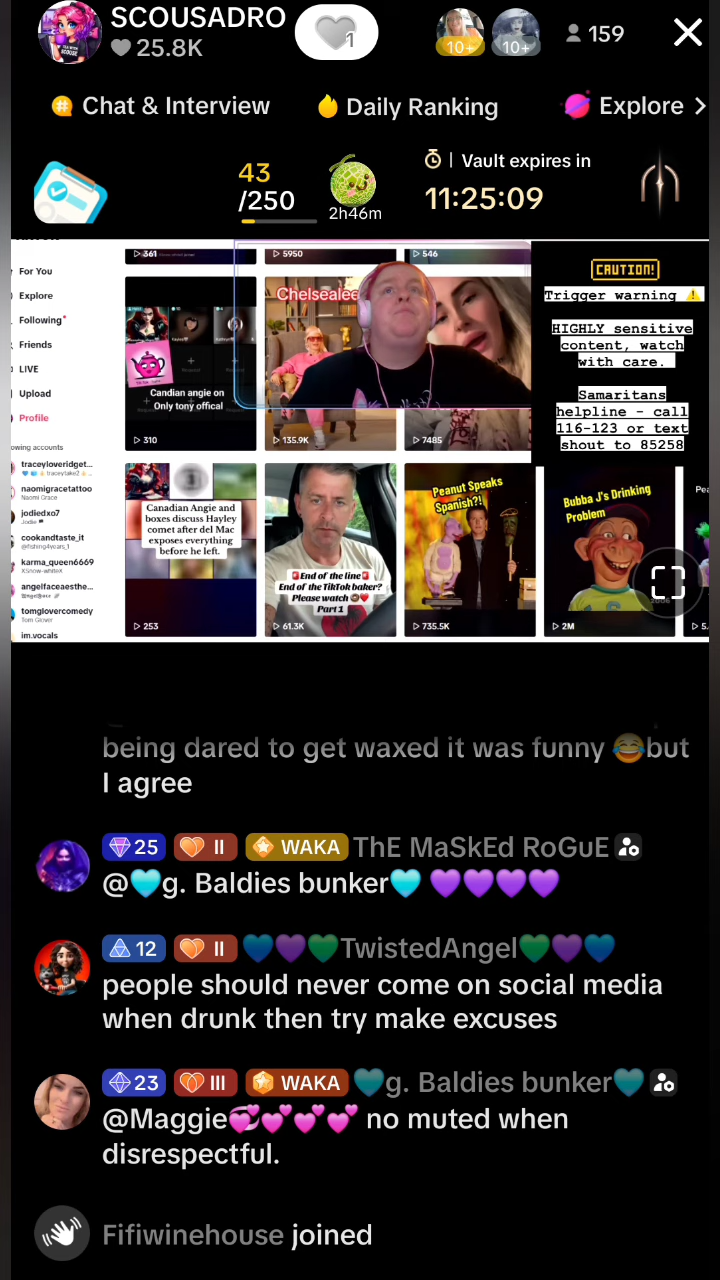 SCOUSADRO
25.8K
1
10+
10+
159
Chat & Interview
Daily Ranking
Explore >
43
/250
2h46m
Vault expires in
11:25:09
For You
Explore
Following
Friends
LIVE
Upload
Profile
owing accounts
traceyloveridget...
naomigracetattoo
Naomi Grace
jodiedxo7
Jodie
cookandtaste_it
@fishing4years_1
karma_queen6669
KSnow-whiteX
angelfaceaesthe...
tomglovercomedy
Tom Glover
im.vocals
361
5950
546
Candian angie on
Only tony offical
310
Chelsealee
135.9K
7485
CAUTION!
Trigger warning ⚠️
HIGHLY sensitive
content, watch
with care.
Samaritans
helpline - call
116-123 or text
shout to 85258
Canadian Angie and
boxes discuss Hayley
comet after del Mac
exposes everything
before he left.
253
🚨End of the line🚨
End of the TikTok baker?
Please watch
Part 1
61.3K
Peanut Speaks
Spanish?!
735.5K
Bubba J's Drinking
Problem
2M
Pea
5.
being dared to get waxed it was funny 😂but
I agree
25 II WAKA ThE MaSkEd RoGuE
@🩵g. Baldies bunker🩵 💜💜💜💜
12 II 💙💜💚TwistedAngel💚💜💙
people should never come on social media
when drunk then try make excuses
23 III WAKA 🩵g. Baldies bunker🩵
@Maggie💞💕💕💕 no muted when
disrespectful.
Fifiwinehouse joined